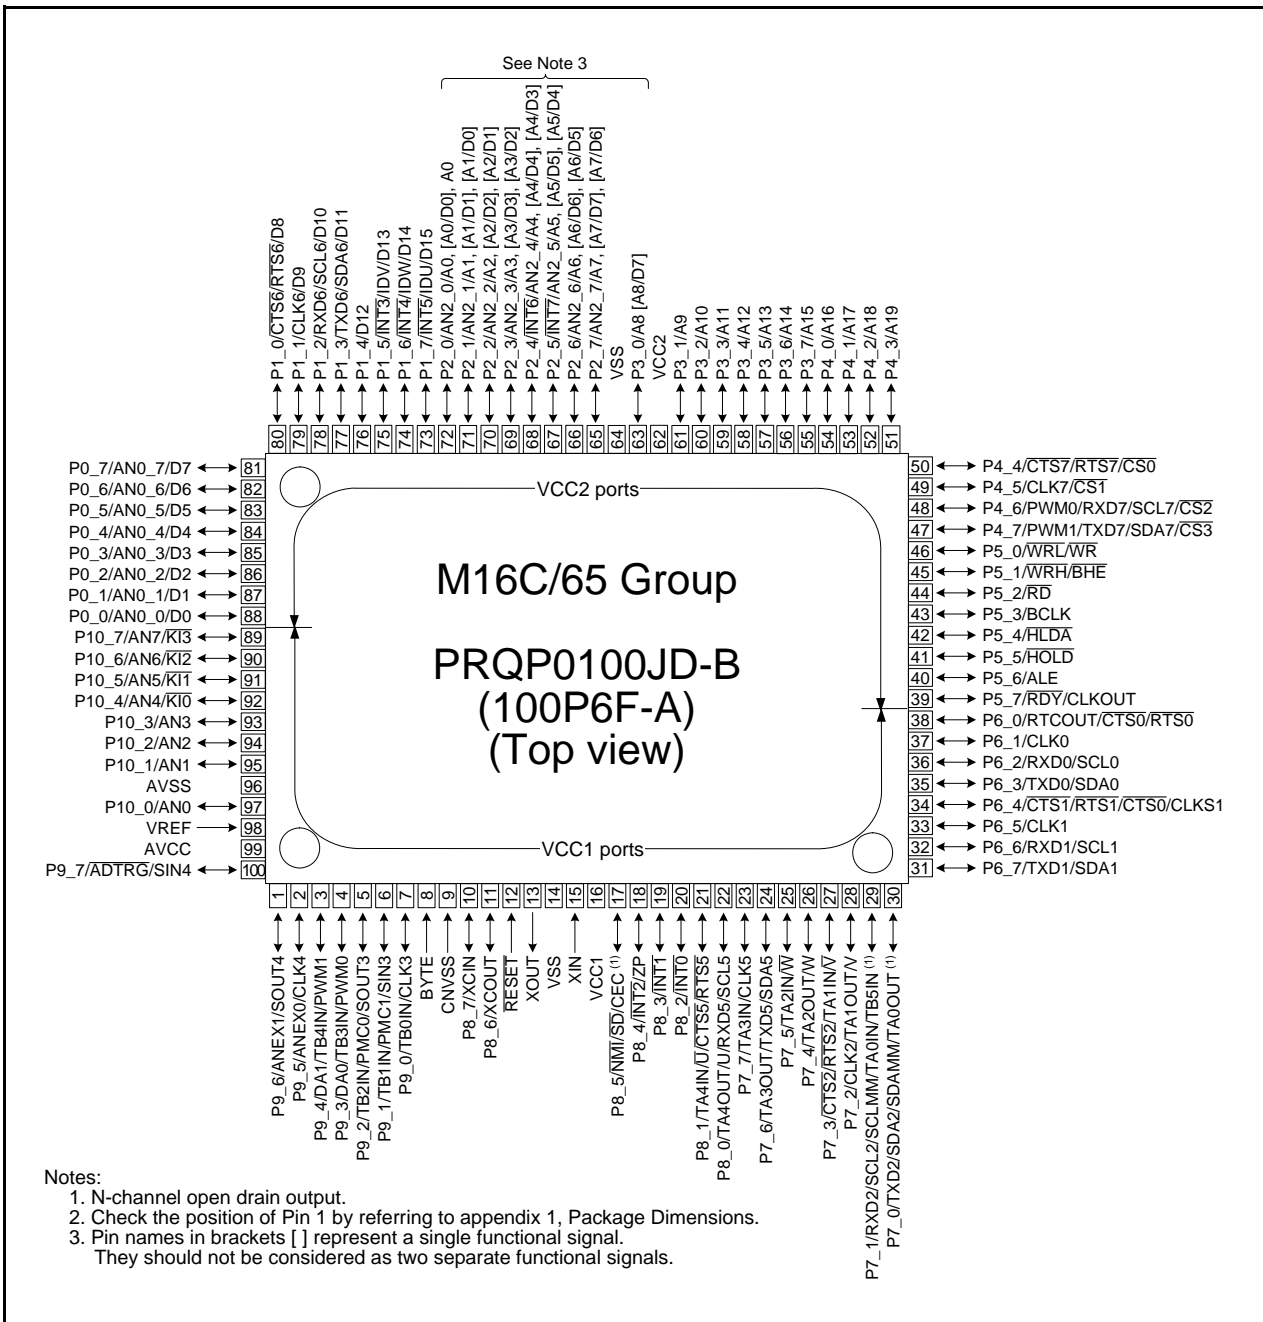 See Note 3
P1_0/CTS6/RTS6/D8
P1_1/CLK6/D9
P1_2/RXD6/SCL6/D10
P1_3/TXD6/SDA6/D11
P1_4/D12
P1_5/INT3/IDV/D13
P1_6/INT4/IDW/D14
P1_7/INT5/IDU/D15
P2_0/AN2_0/A0, [A0/D0], A0
P2_1/AN2_1/A1, [A1/D1], [A1/D0]
P2_2/AN2_2/A2, [A2/D2], [A2/D1]
P2_3/AN2_3/A3, [A3/D3], [A3/D2]
P2_4/INT6/AN2_4/A4, [A4/D4], [A4/D3]
P2_5/INT7/AN2_5/A5, [A5/D5], [A5/D4]
P2_6/AN2_6/A6, [A6/D6], [A6/D5]
P2_7/AN2_7/A7, [A7/D7], [A7/D6]
VSS
P3_0/A8 [A8/D7]
VCC2
P3_1/A9
P3_2/A10
P3_3/A11
P3_4/A12
P3_5/A13
P3_6/A14
P3_7/A15
P4_0/A16
P4_1/A17
P4_2/A18
P4_3/A19
80 79 78 77 76 75 74 73 72 71 70 69 68 67 66 65 64 63 62 61 60 59 58 57 56 55 54 53 52 51
P0_7/AN0_7/D7 81
P0_6/AN0_6/D6 82
P0_5/AN0_5/D5 83
P0_4/AN0_4/D4 84
P0_3/AN0_3/D3 85
P0_2/AN0_2/D2 86
P0_1/AN0_1/D1 87
P0_0/AN0_0/D0 88
P10_7/AN7/KI3 89
P10_6/AN6/KI2 90
P10_5/AN5/KI1 91
P10_4/AN4/KI0 92
P10_3/AN3 93
P10_2/AN2 94
P10_1/AN1 95
AVSS 96
P10_0/AN0 97
VREF 98
AVCC 99
P9_7/ADTRG/SIN4 100
VCC2 ports
M16C/65 Group
PRQP0100JD-B
(100P6F-A)
(Top view)
VCC1 ports
50 P4_4/CTS7/RTS7/CS0
49 P4_5/CLK7/CS1
48 P4_6/PWM0/RXD7/SCL7/CS2
47 P4_7/PWM1/TXD7/SDA7/CS3
46 P5_0/WRL/WR
45 P5_1/WRH/BHE
44 P5_2/RD
43 P5_3/BCLK
42 P5_4/HLDA
41 P5_5/HOLD
40 P5_6/ALE
39 P5_7/RDY/CLKOUT
38 P6_0/RTCOUT/CTS0/RTS0
37 P6_1/CLK0
36 P6_2/RXD0/SCL0
35 P6_3/TXD0/SDA0
34 P6_4/CTS1/RTS1/CTS0/CLKS1
33 P6_5/CLK1
32 P6_6/RXD1/SCL1
31 P6_7/TXD1/SDA1
1 2 3 4 5 6 7 8 9 10 11 12 13 14 15 16 17 18 19 20 21 22 23 24 25 26 27 28 29 30
P9_6/ANEX1/SOUT4
P9_5/ANEX0/CLK4
P9_4/DA1/TB4IN/PWM1
P9_3/DA0/TB3IN/PWM0
P9_2/TB2IN/PMC0/SOUT3
P9_1/TB1IN/PMC1/SIN3
P9_0/TB0IN/CLK3
BYTE
CNVSS
P8_7/XCIN
P8_6/XCOUT
RESET
XOUT
VSS
XIN
VCC1
P8_5/NMI/SD/CEC (1)
P8_4/INT2/ZP
P8_3/INT1
P8_2/INT0
P8_1/TA4IN/U/CTS5/RTS5
P8_0/TA4OUT/U/RXD5/SCL5
P7_7/TA3IN/CLK5
P7_6/TA3OUT/TXD5/SDA5
P7_5/TA2IN/W
P7_4/TA2OUT/W
P7_3/CTS2/RTS2/TA1IN/V
P7_2/CLK2/TA1OUT/V
P7_1/RXD2/SCL2/SCLMM/TA0IN/TB5IN (1)
P7_0/TXD2/SDA2/SDAMM/TA0OUT (1)
Notes:
1. N-channel open drain output.
2. Check the position of Pin 1 by referring to appendix 1, Package Dimensions.
3. Pin names in brackets [ ] represent a single functional signal.
They should not be considered as two separate functional signals.